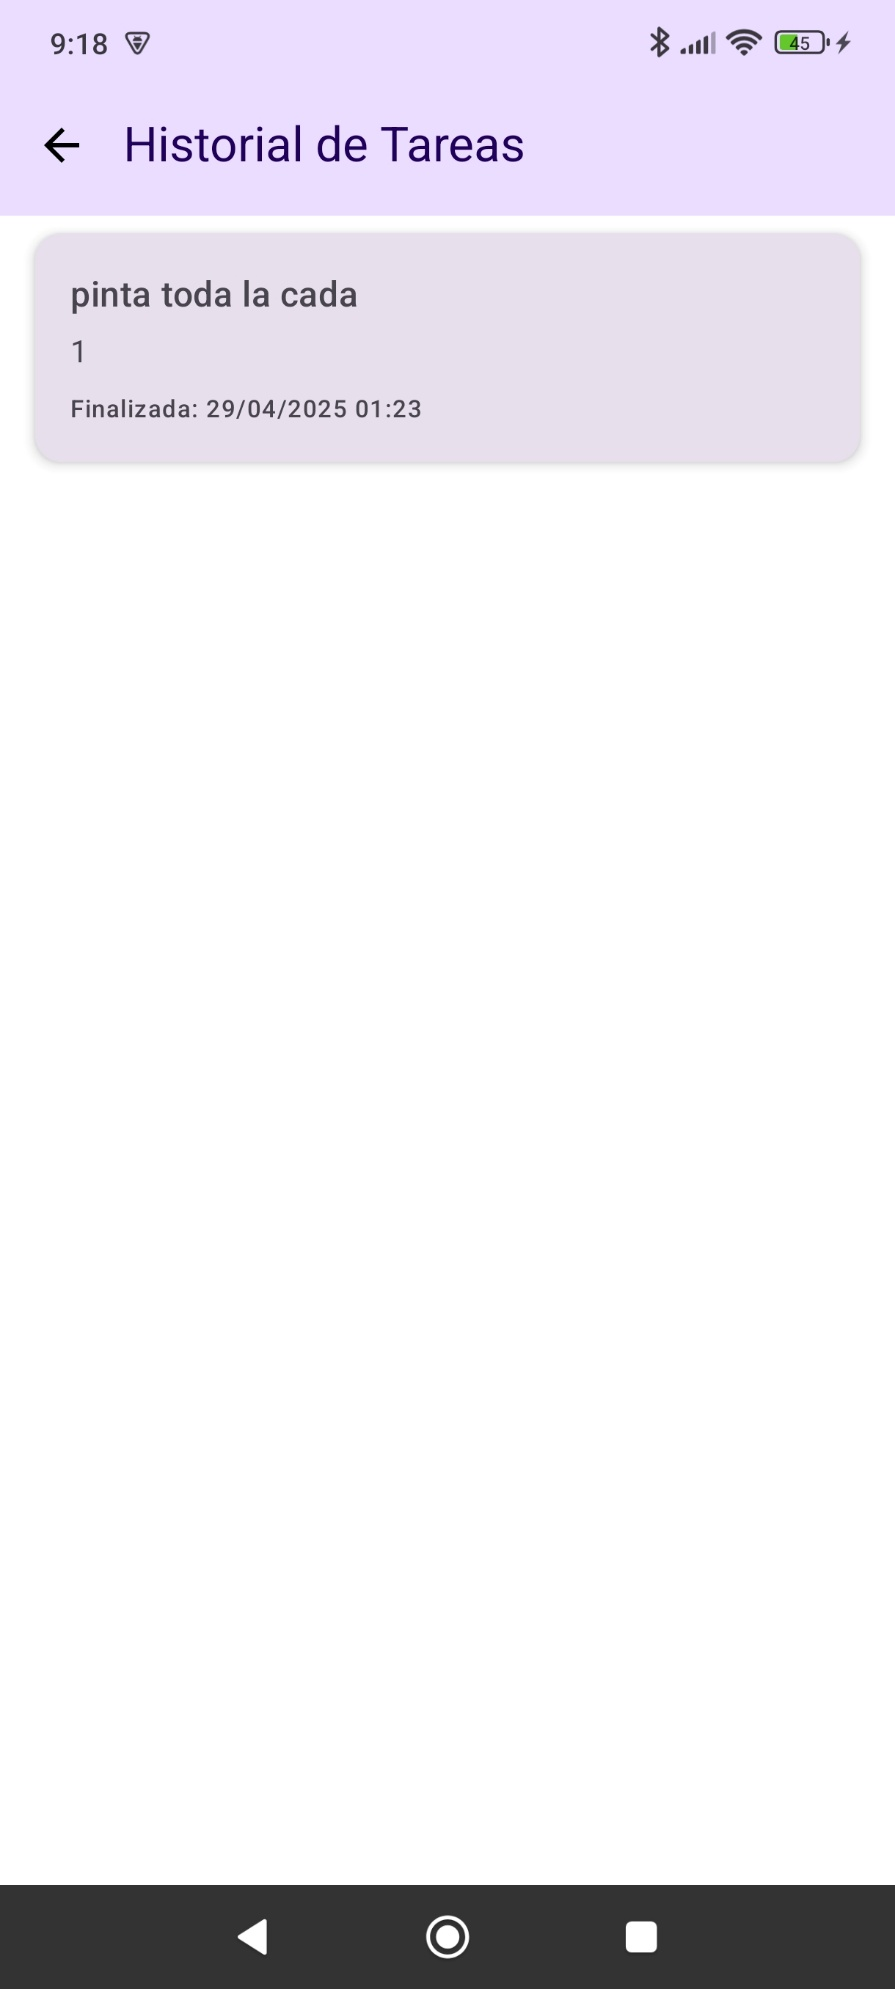 9:18
45
Historial de Tareas
pinta toda la cada
1
Finalizada: 29/04/2025 01:23